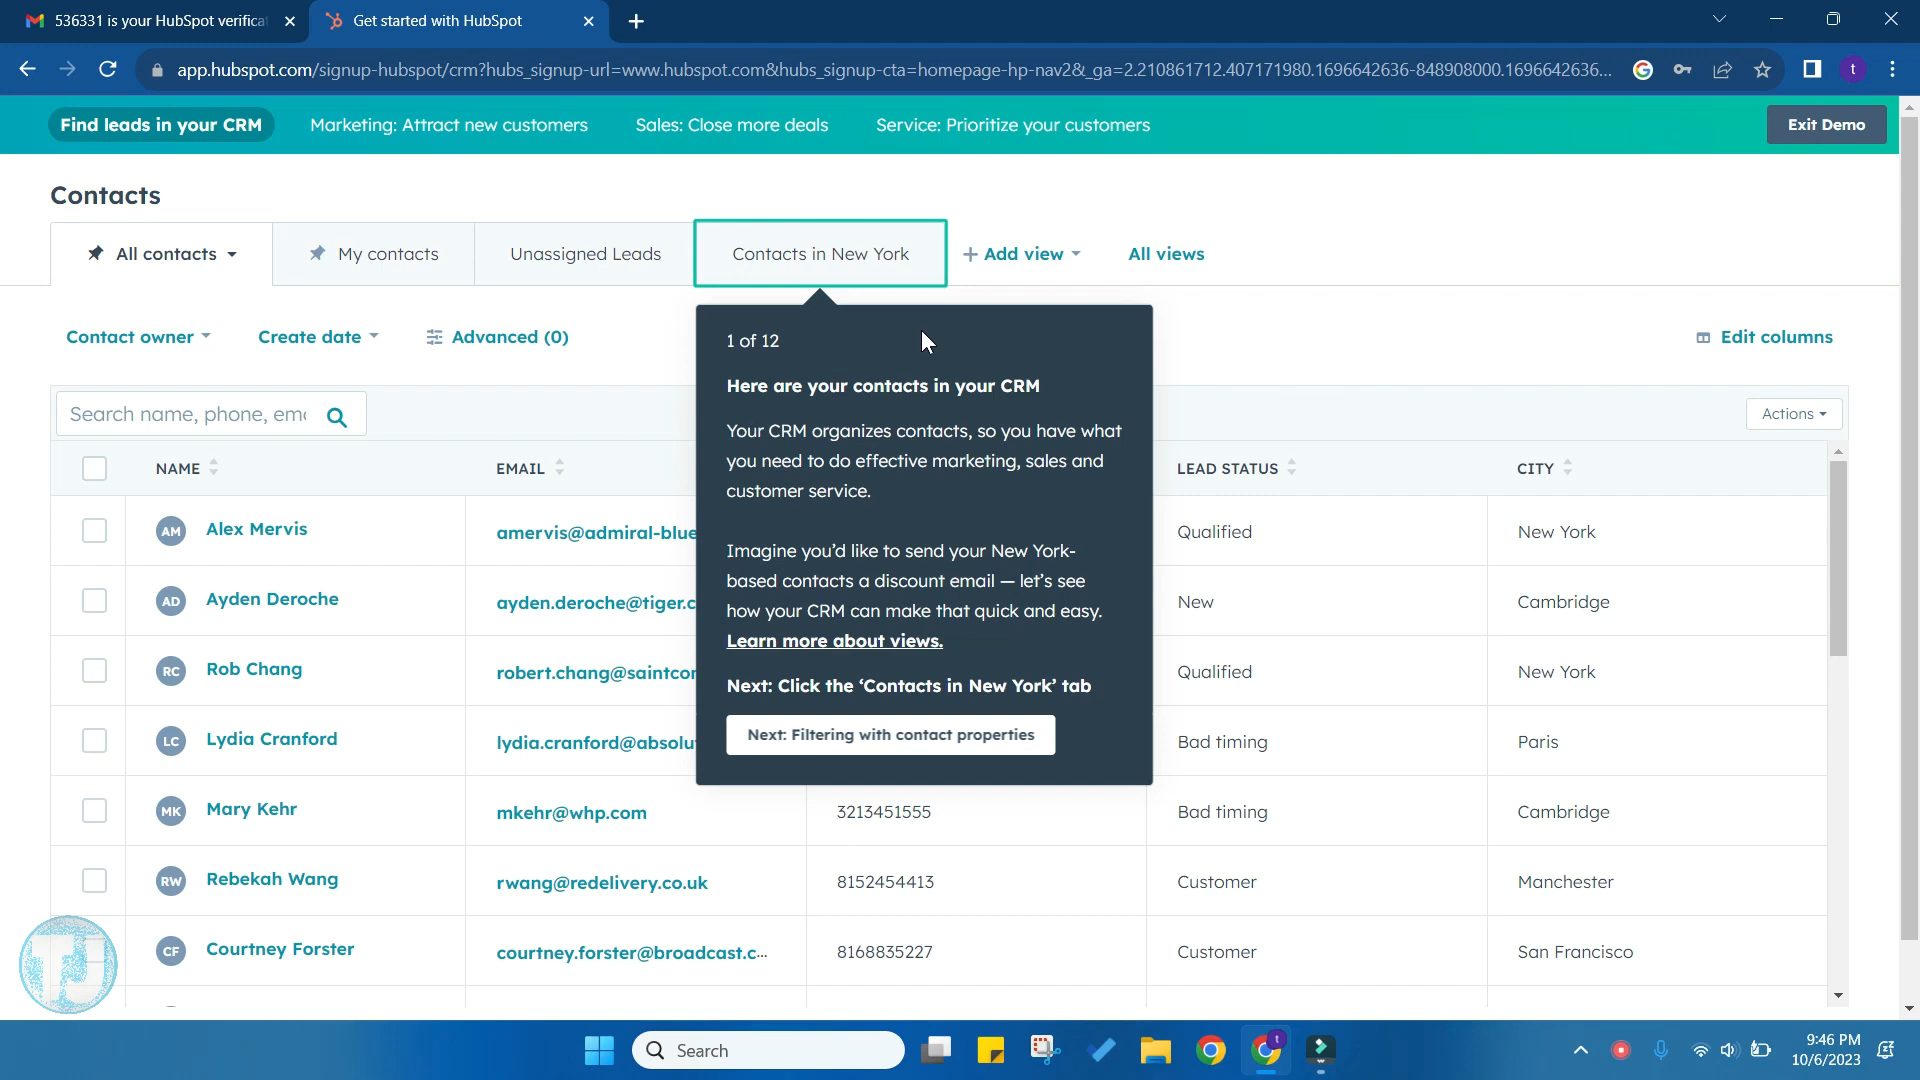 536331 is your HubSpot verifica
Get started with HubSpot
app.hubspot.com/signup-hubspot/crm?hubs_signup-url=www.hubspot.com&hubs_signup-cta=homepage-hp-nav2&_ga=2.210861712.407171980.1696642636-848908000.1696642636...
t
Find leads in your CRM
Marketing: Attract new customers
Sales: Close more deals
Service: Prioritize your customers
Exit Demo
Contacts
All contacts
My contacts
Unassigned Leads
Contacts in New York
+ Add view
All views
Contact owner
Create date
Advanced (0)
Edit columns
1 of 12
Here are your contacts in your CRM
Your CRM organizes contacts, so you have what
you need to do effective marketing, sales and
customer service.
Imagine you'd like to send your New York-
based contacts a discount email — let's see
how your CRM can make that quick and easy.
Learn more about views.
Next: Click the ‘Contacts in New York’ tab
Next: Filtering with contact properties
Search name, phone, ema
Actions
NAME
EMAIL
LEAD STATUS
CITY
AM Alex Mervis amervis@admiral-blue Qualified New York
AD Ayden Deroche ayden.deroche@tiger.c New Cambridge
RC Rob Chang robert.chang@saintcor Qualified New York
LC Lydia Cranford lydia.cranford@absolu Bad timing Paris
MK Mary Kehr mkehr@whp.com 3213451555 Bad timing Cambridge
RW Rebekah Wang rwang@redelivery.co.uk 8152454413 Customer Manchester
CF Courtney Forster courtney.forster@broadcast.c... 8168835227 Customer San Francisco
TJ
Search
t
9:46 PM
10/6/2023